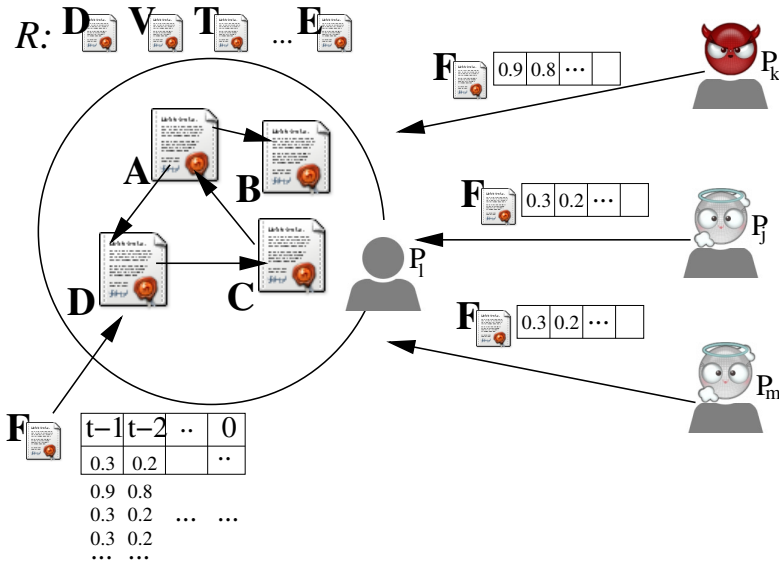 R: D V T ... E
F 0.9 0.8 ...
P_k
A
B
F 0.3 0.2 ...
P_j
P_l
D
C
F 0.3 0.2 ...
P_m
F
t-1 t-2 .. 0
0.3 0.2 ..
0.9 0.8
0.3 0.2 ... ...
0.3 0.2
... ...